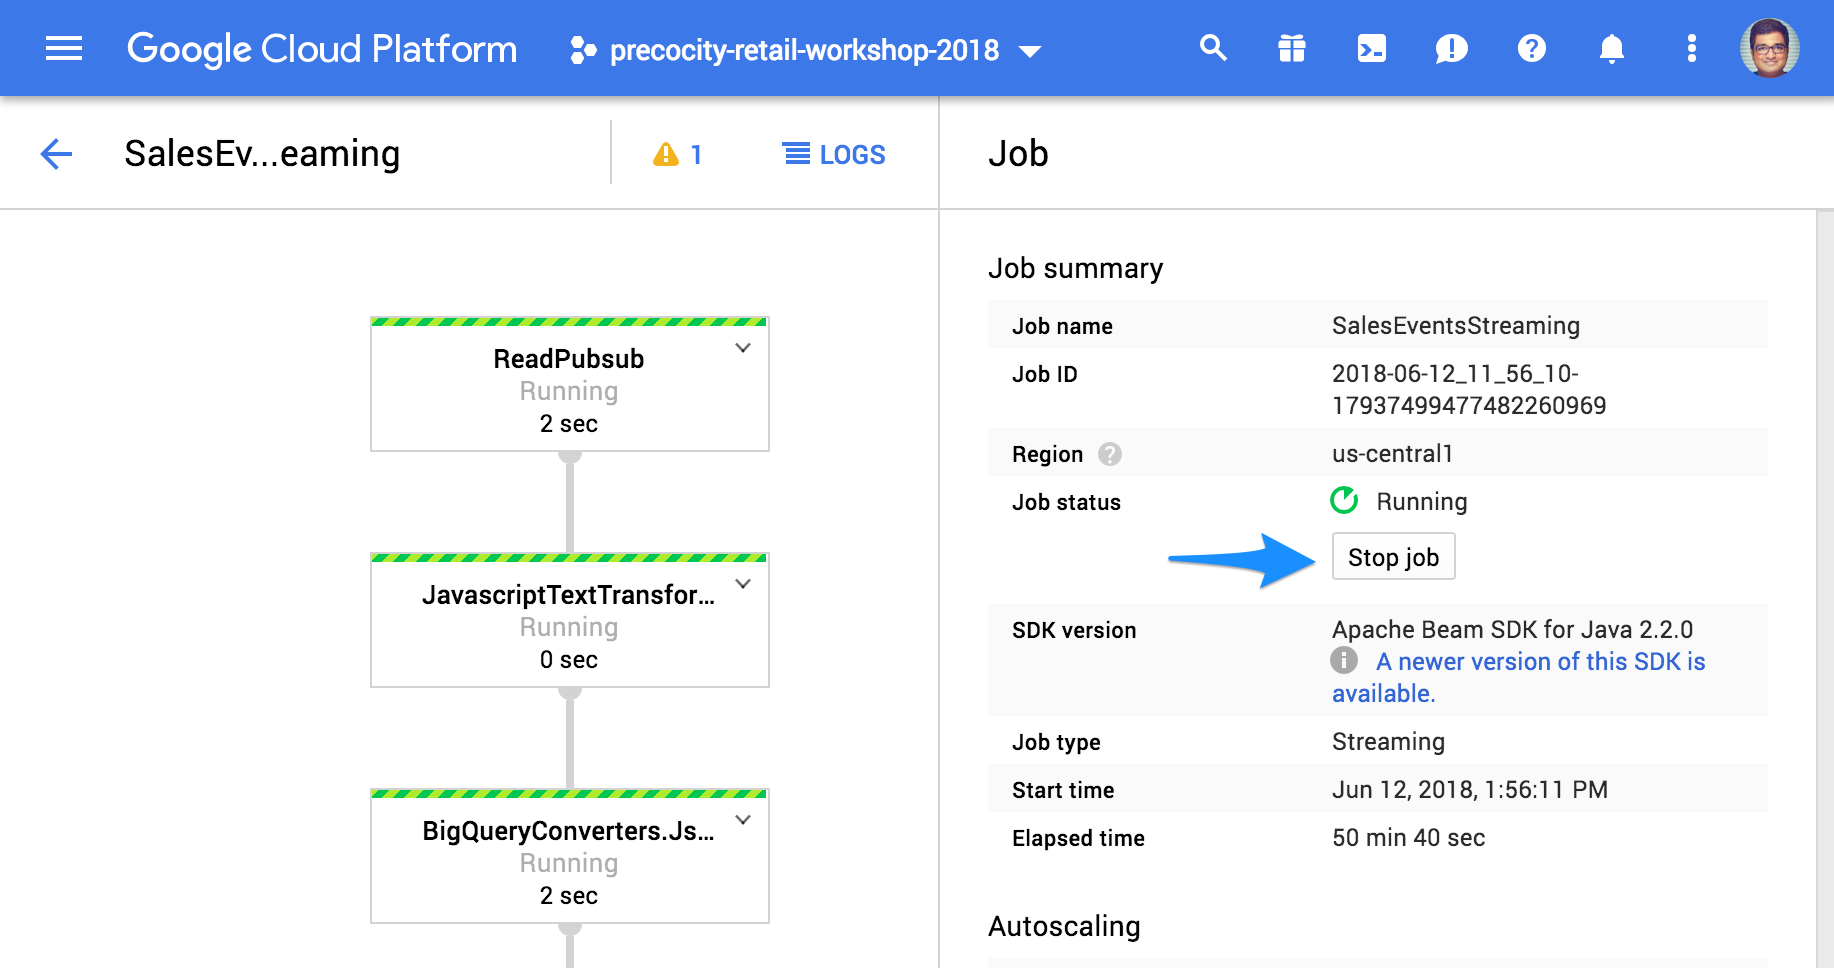 Google Cloud Platform
precocity-retail-workshop-2018
SalesEv...eaming
1
LOGS
Job
ReadPubsub
Running
2 sec
JavascriptTextTransfor...
Running
0 sec
BigQueryConverters.Js...
Running
2 sec
Job summary
Job name SalesEventsStreaming
Job ID 2018-06-12_11_56_10-
17937499477482260969
Region ? us-central1
Job status Running
Stop job
SDK version Apache Beam SDK for Java 2.2.0
A newer version of this SDK is
available.
Job type Streaming
Start time Jun 12, 2018, 1:56:11 PM
Elapsed time 50 min 40 sec
Autoscaling